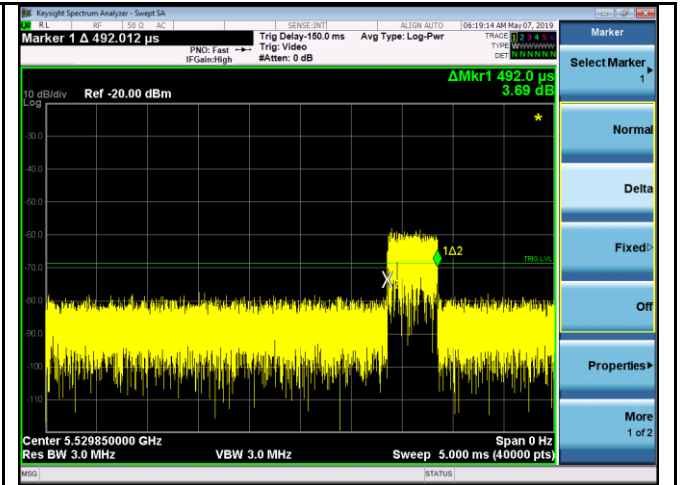 Keysight Spectrum Analyzer - Swept SA
RL RF 50 Ω AC SENSE:INT ALIGN AUTO 06:19:14 AM May 07, 2019
Marker 1 Δ 492.012 µs
PNO: Fast
IFGain:High
Trig Delay-150.0 ms
Trig: Video
#Atten: 0 dB
Avg Type: Log-Pwr
TRACE 1 2 3 4 5 6
TYPE WWWWWW
DET N N N N N N
ΔMkr1 492.0 µs
3.69 dB
10 dB/div Ref -20.00 dBm
Log
*
-30.0
-40.0
-50.0
-60.0
1Δ2
TRIG LVL
-70.0
X
-80.0
-90.0
-100
-110
Center 5.529850000 GHz Span 0 Hz
Res BW 3.0 MHz VBW 3.0 MHz Sweep 5.000 ms (40000 pts)
MSG STATUS
Marker
Select Marker
1
Normal
Delta
Fixed
Off
Properties
More
1 of 2